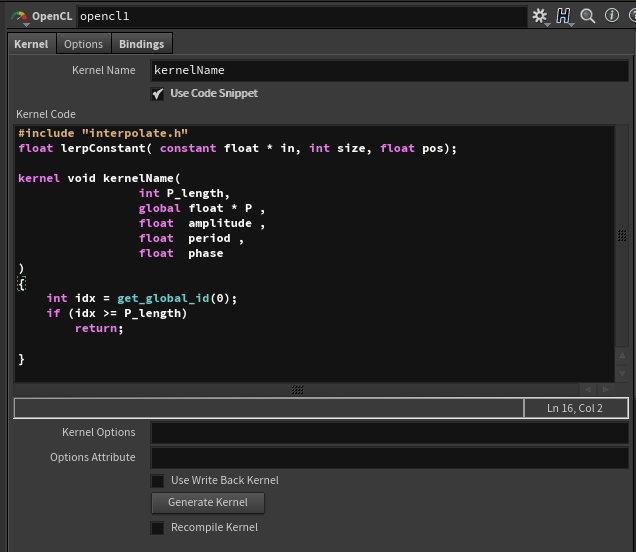 OpenCL opencl1
Kernel Options Bindings
Kernel Name kernelName
Use Code Snippet
Kernel Code
#include "interpolate.h"
float lerpConstant( constant float * in, int size, float pos);
kernel void kernelName(
int P_length,
global float * P ,
float  amplitude ,
float  period ,
float  phase
)
{
int idx = get_global_id(0);
if (idx >= P_length)
return;
}
Ln 16, Col 2
Kernel Options
Options Attribute
Use Write Back Kernel
Generate Kernel
Recompile Kernel